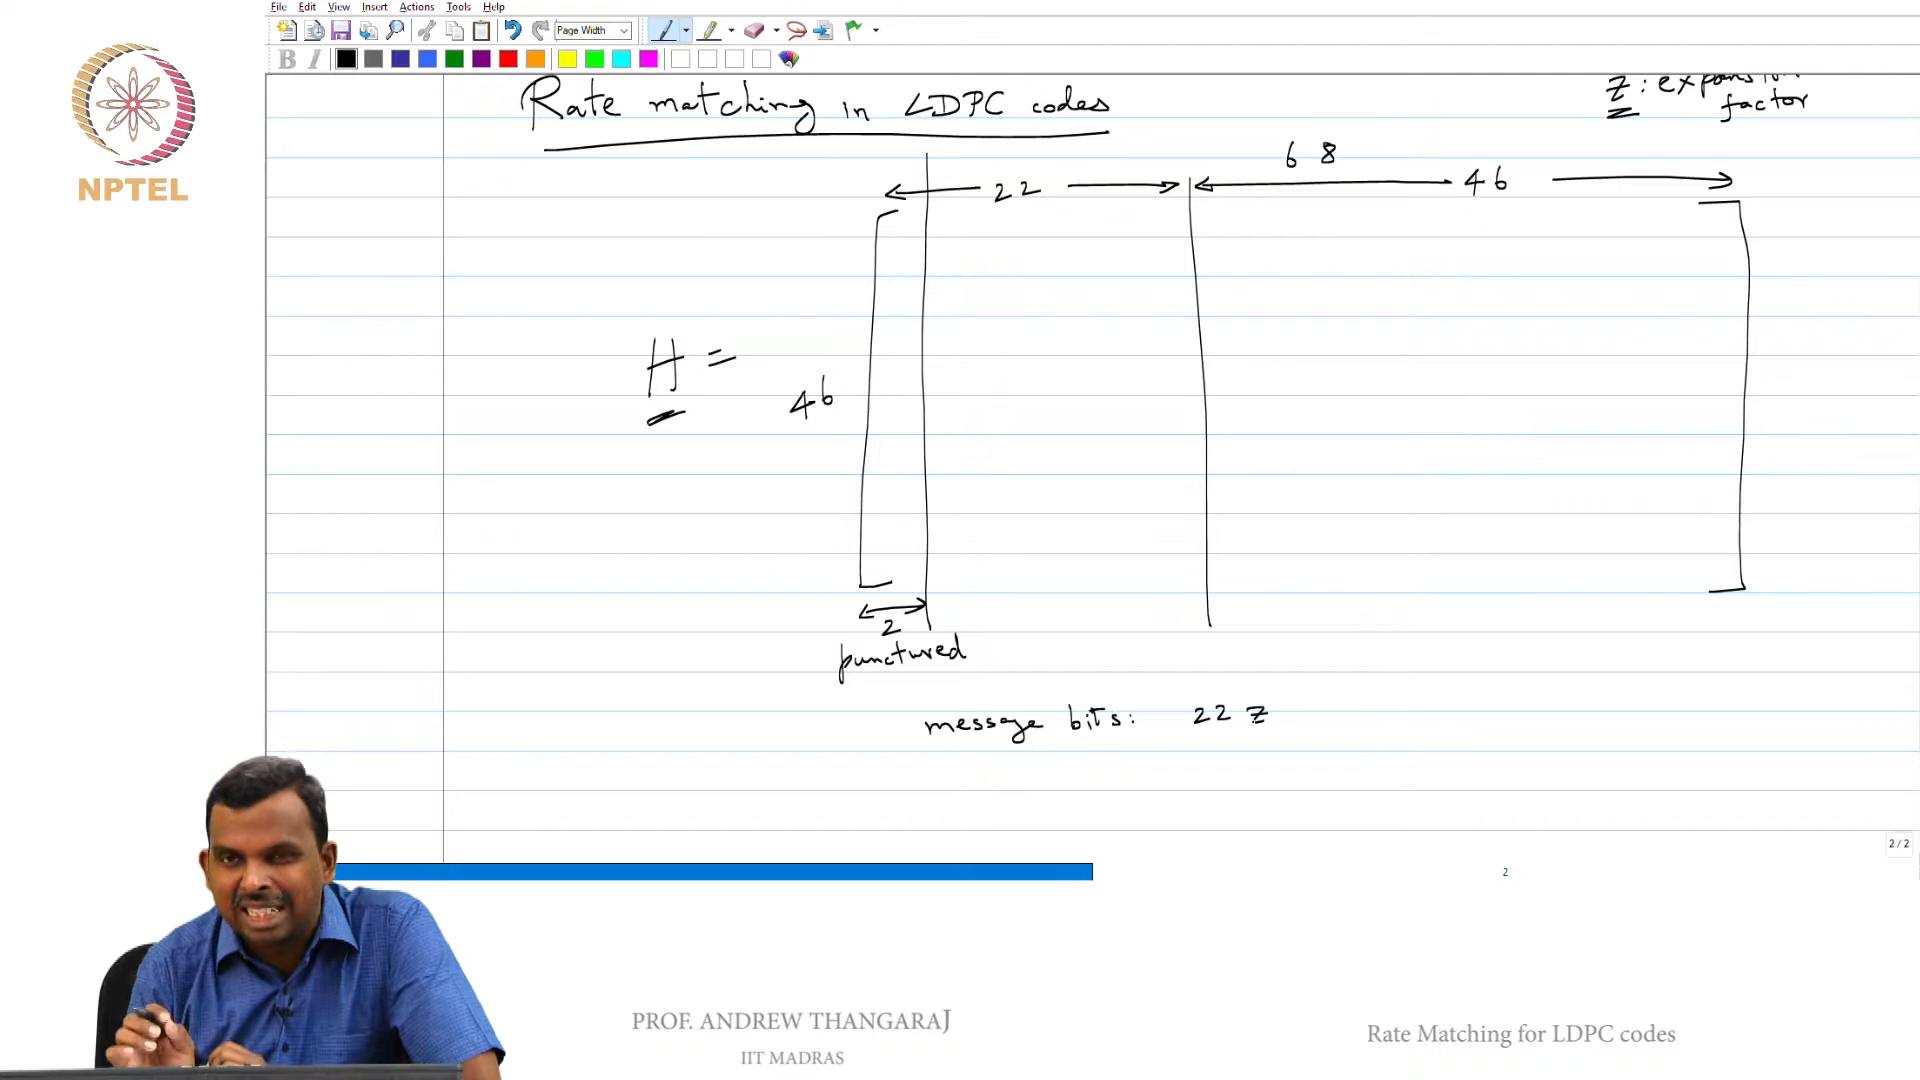 File Edit View Insert Actions Tools Help
Page Width
B I
NPTEL
Rate matching in LDPC codes
z: expansion
factor
68
22 46
H =
46
2
punctured
message bits: 22 z
2 / 2
2
PROF. ANDREW THANGARAJ
IIT MADRAS
Rate Matching for LDPC codes